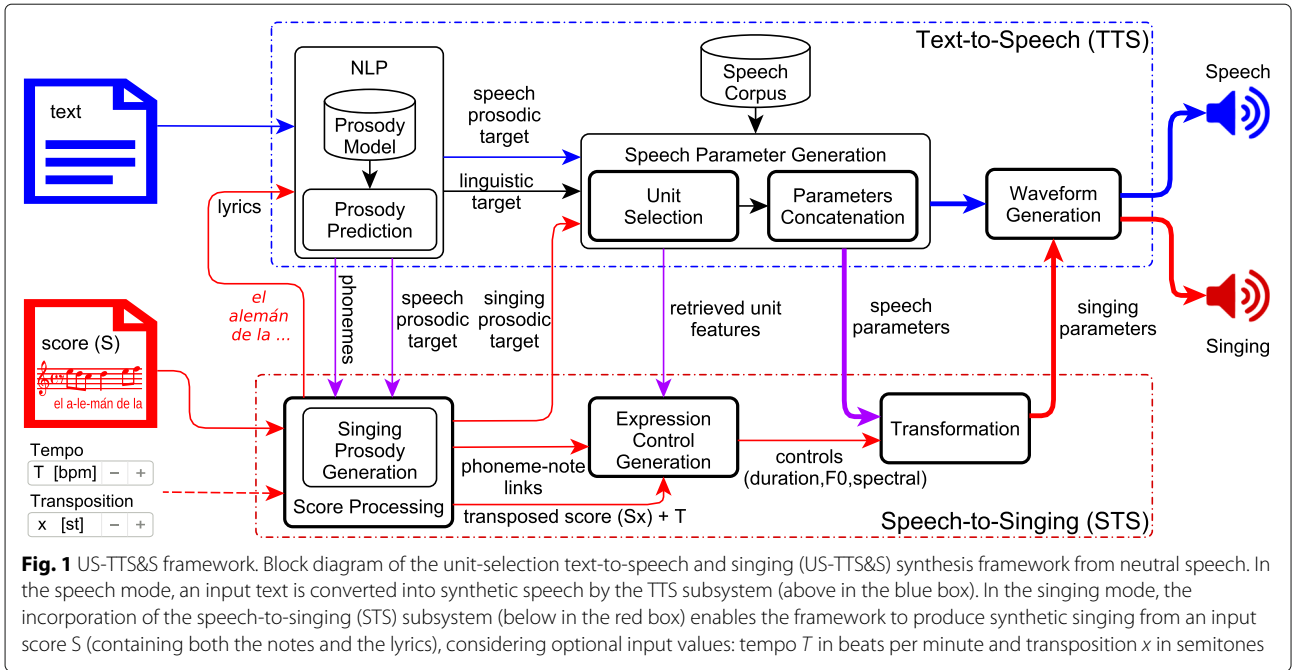 Text-to-Speech (TTS)
NLP
Speech
Corpus
Speech
text
speech
prosodic
target
Prosody
Model
Speech Parameter Generation
linguistic
target
Unit
Selection
Parameters
Concatenation
Waveform
Generation
lyrics
Prosody
Prediction
phonemes
el
alemán
de la ...
speech
prosodic
target
singing
prosodic
target
retrieved unit
features
speech
parameters
singing
parameters
Singing
score (S)
el a-le-mán de la
Singing
Prosody
Generation
Score Processing
Expression
Control
Generation
Transformation
Tempo
T [bpm] − +
Transposition
x [st] − +
phoneme-note
links
controls
(duration,F0,spectral)
transposed score (Sx) + T
Speech-to-Singing (STS)
Fig. 1 US-TTS&S framework. Block diagram of the unit-selection text-to-speech and singing (US-TTS&S) synthesis framework from neutral speech. In
the speech mode, an input text is converted into synthetic speech by the TTS subsystem (above in the blue box). In the singing mode, the
incorporation of the speech-to-singing (STS) subsystem (below in the red box) enables the framework to produce synthetic singing from an input
score S (containing both the notes and the lyrics), considering optional input values: tempo T in beats per minute and transposition x in semitones